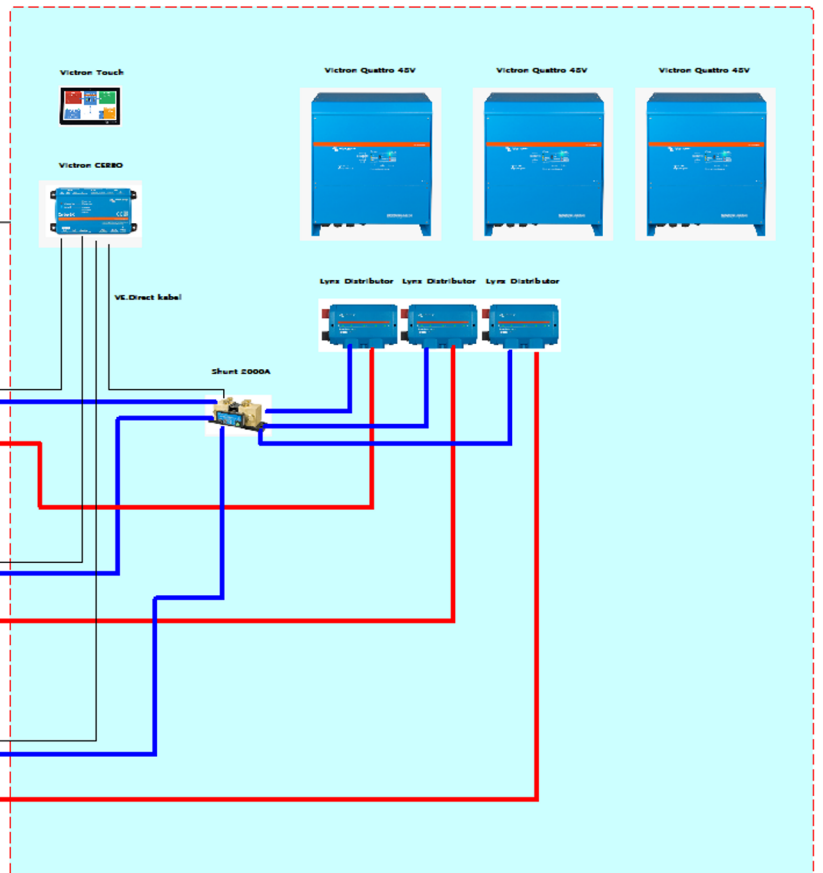 Victron Touch
Victron Quattro 48V
Victron Quattro 48V
Victron Quattro 48V
Victron CERBO
Lynx Distributor
Lynx Distributor
Lynx Distributor
VE.Direct kabel
Shunt 2000A